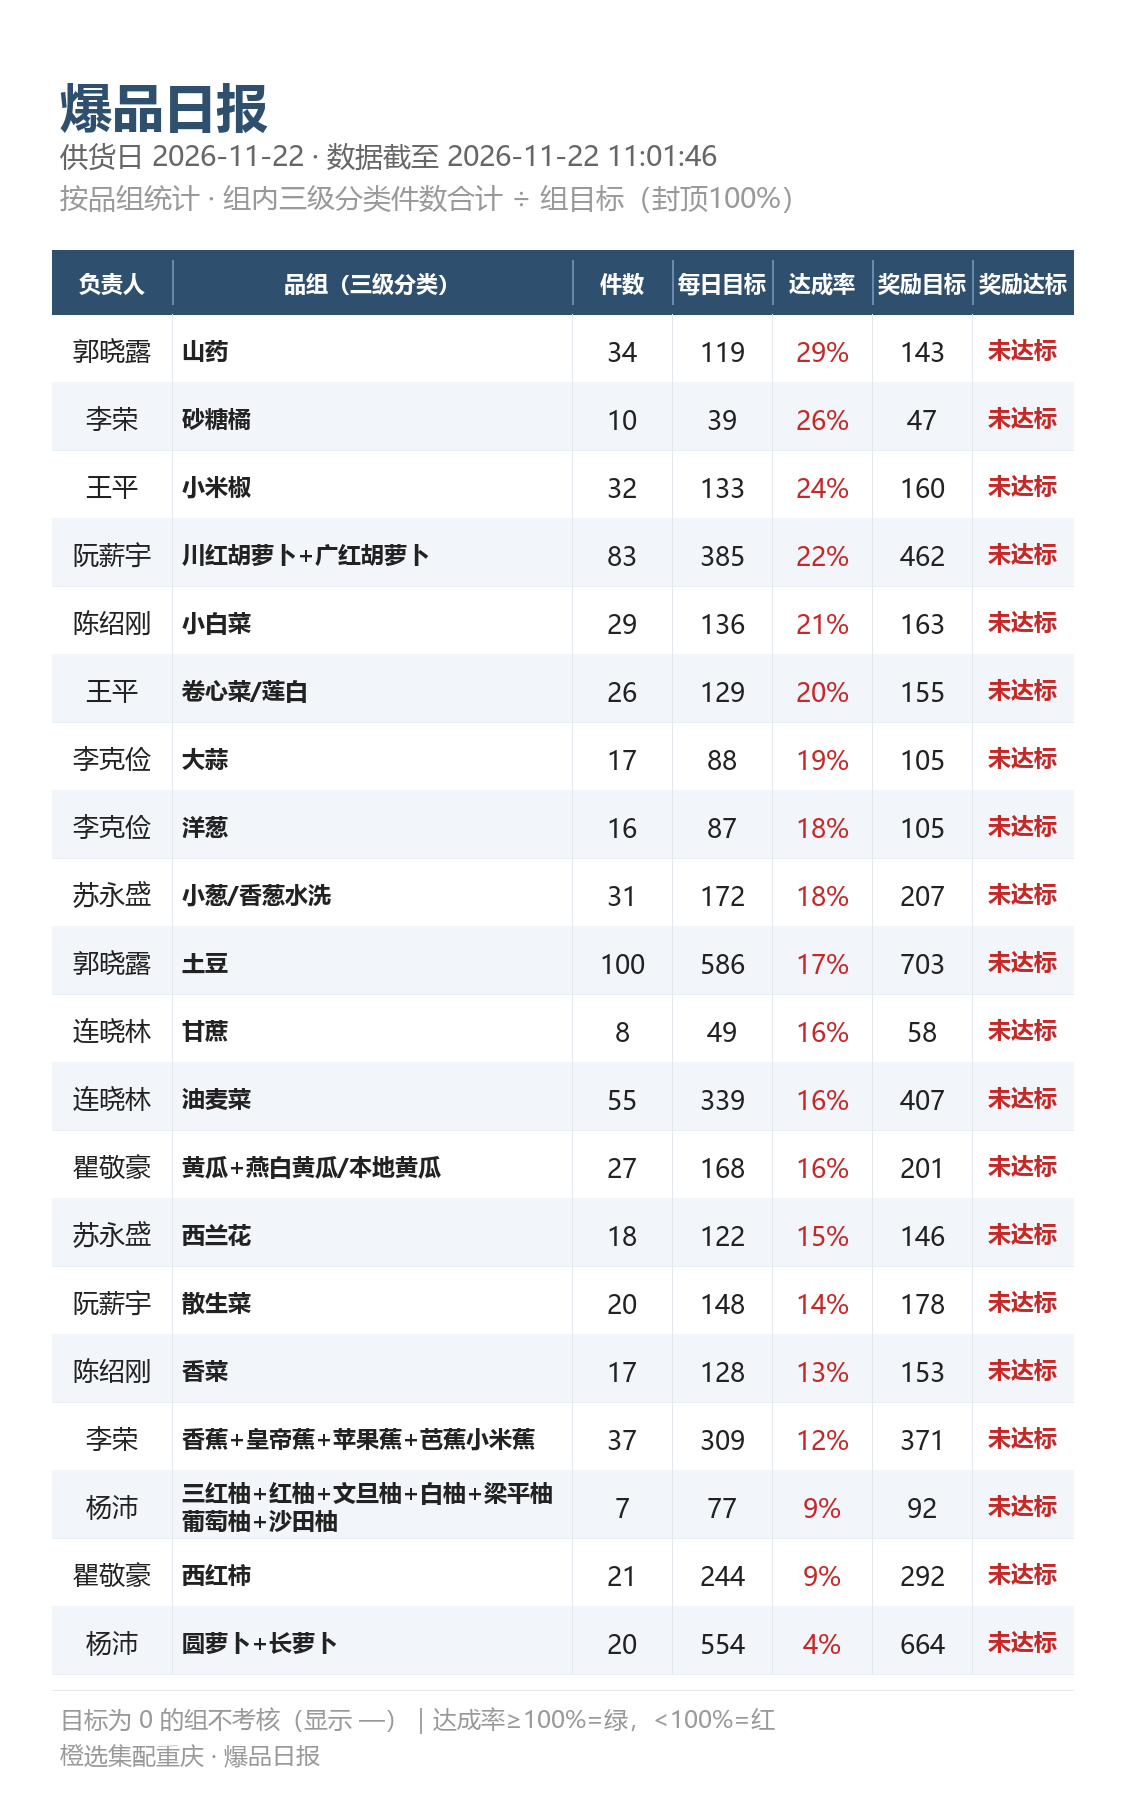 爆品日报
供货日 2026-11-22 · 数据截至 2026-11-22 11:01:46
按品组统计 · 组内三级分类件数合计 ÷ 组目标（封顶100%）
负责人 品组（三级分类） 件数 每日目标 达成率 奖励目标 奖励达标
郭晓露 山药 34 119 29% 143 未达标
李荣 砂糖橘 10 39 26% 47 未达标
王平 小米椒 32 133 24% 160 未达标
阮薪宇 川红胡萝卜+广红胡萝卜 83 385 22% 462 未达标
陈绍刚 小白菜 29 136 21% 163 未达标
王平 卷心菜/莲白 26 129 20% 155 未达标
李克俭 大蒜 17 88 19% 105 未达标
李克俭 洋葱 16 87 18% 105 未达标
苏永盛 小葱/香葱水洗 31 172 18% 207 未达标
郭晓露 土豆 100 586 17% 703 未达标
连晓林 甘蔗 8 49 16% 58 未达标
连晓林 油麦菜 55 339 16% 407 未达标
瞿敬豪 黄瓜+燕白黄瓜/本地黄瓜 27 168 16% 201 未达标
苏永盛 西兰花 18 122 15% 146 未达标
阮薪宇 散生菜 20 148 14% 178 未达标
陈绍刚 香菜 17 128 13% 153 未达标
李荣 香蕉+皇帝蕉+苹果蕉+芭蕉小米蕉 37 309 12% 371 未达标
杨沛 三红柚+红柚+文旦柚+白柚+梁平柚 7 77 9% 92 未达标
葡萄柚+沙田柚
瞿敬豪 西红柿 21 244 9% 292 未达标
杨沛 圆萝卜+长萝卜 20 554 4% 664 未达标
目标为 0 的组不考核（显示 —）｜达成率≥100%=绿，<100%=红
橙选集配重庆 · 爆品日报